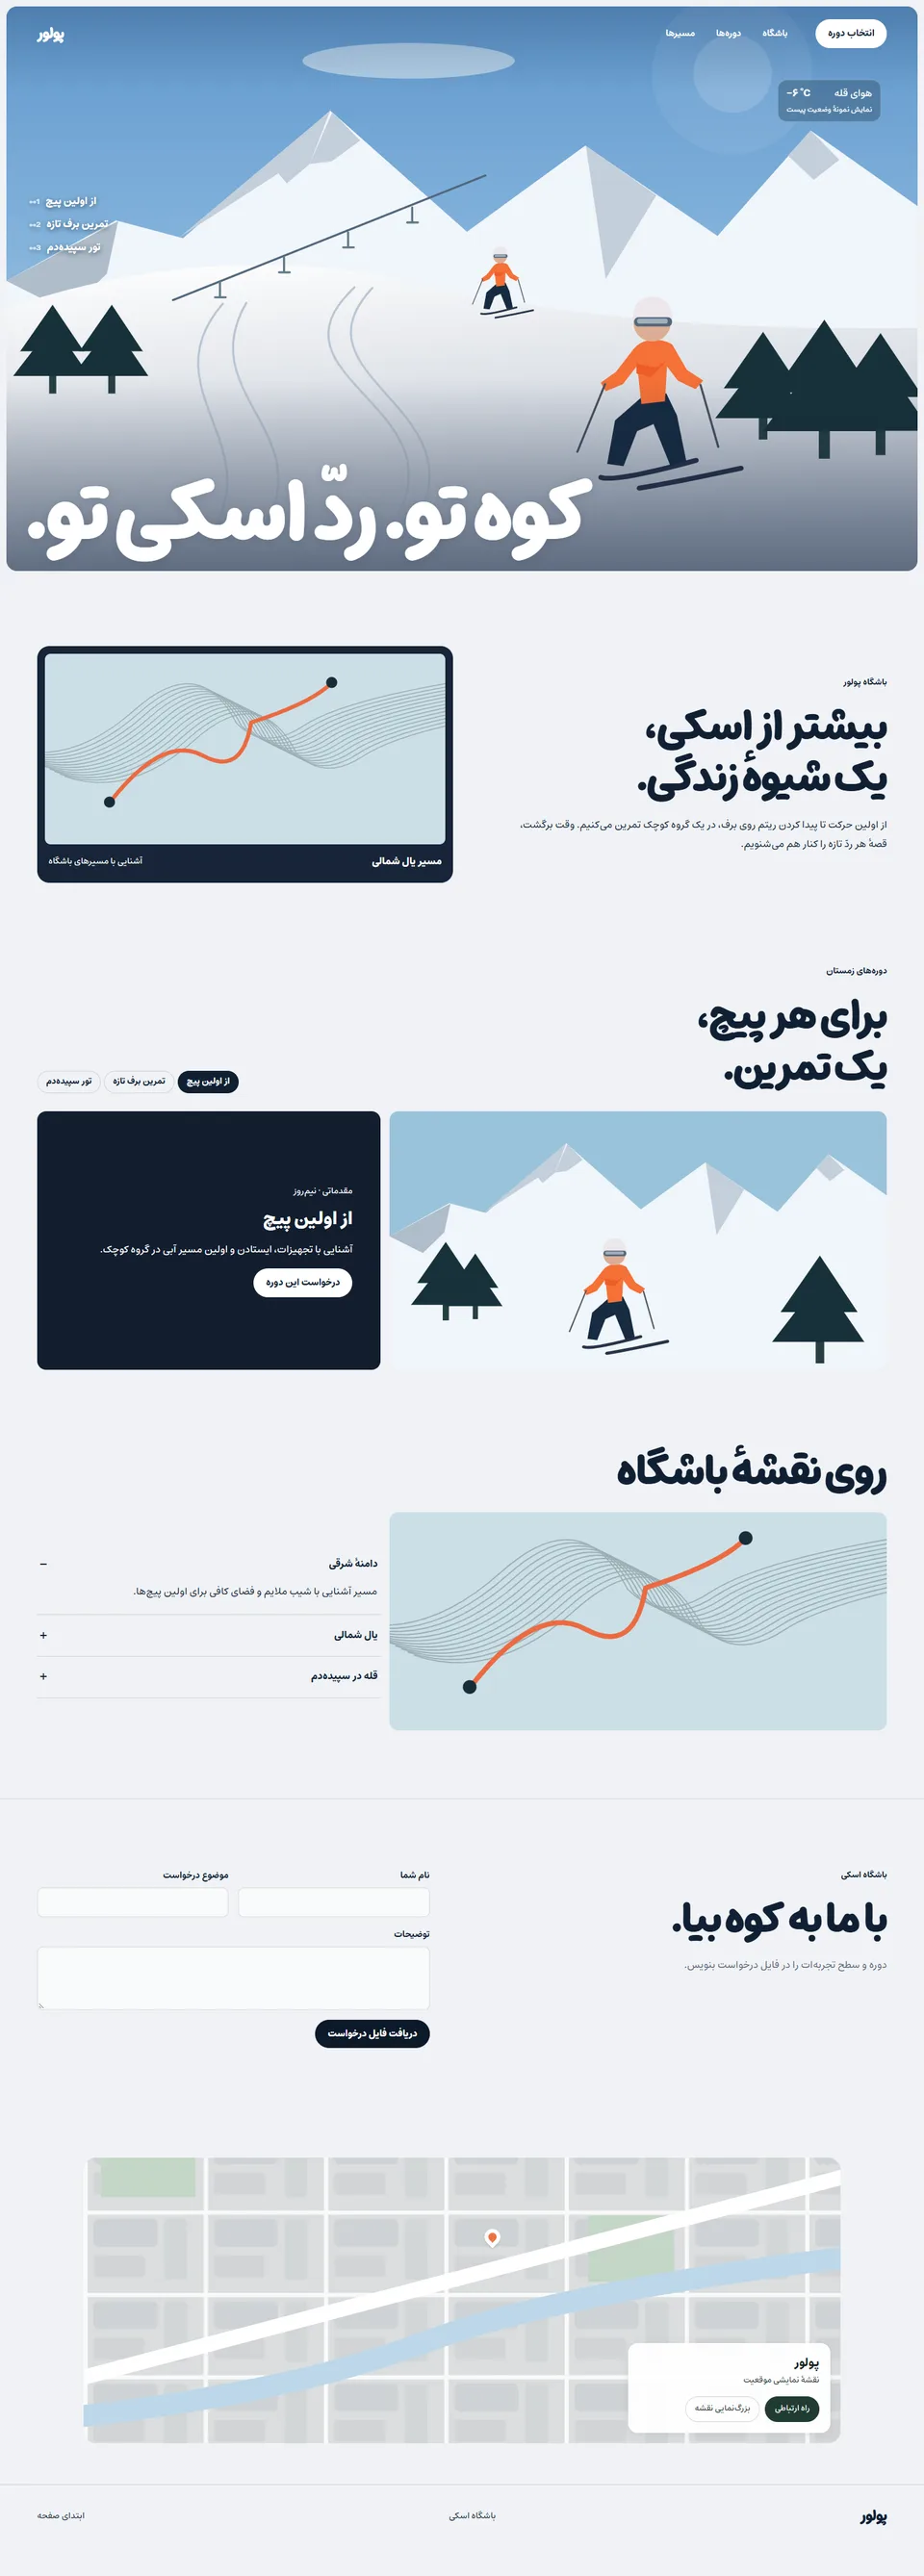 انتخاب دوره
باشگاه
دوره‌ها
مسیرها
پولور
هوای قله
−۶ °C
نمایش نمونهٔ وضعیت پیست
از اولین پیچ
تمرین برف تازه
تور سپیده‌دم
کوه تو. ردّ اسکی تو.
باشگاه پولور
بیشتر از اسکی،
یک شیوهٔ زندگی.
از اولین حرکت تا پیدا کردن ریتم روی برف، در یک گروه کوچک تمرین می‌کنیم. وقت برگشت،
قصهٔ هر ردّ تازه را کنار هم می‌شنویم.
مسیر یال شمالی
آشنایی با مسیرهای باشگاه
دوره‌های زمستان
برای هر پیچ،
یک تمرین.
از اولین پیچ
تمرین برف تازه
تور سپیده‌دم
مقدماتی · نیم‌روز
از اولین پیچ
آشنایی با تجهیزات، ایستادن و اولین مسیر آبی در گروه کوچک.
درخواست این دوره
روی نقشهٔ باشگاه
دامنهٔ شرقی −
مسیر آشنایی با شیب ملایم و فضای کافی برای اولین پیچ‌ها.
یال شمالی +
قله در سپیده‌دم +
باشگاه اسکی
با ما به کوه بیا.
دوره و سطح تجربه‌ات را در فایل درخواست بنویس.
نام شما
موضوع درخواست
توضیحات
دریافت فایل درخواست
پولور
نقشهٔ نمایشی موقعیت
راه ارتباطی
بزرگ‌نمایی نقشه
پولور
باشگاه اسکی
ابتدای صفحه